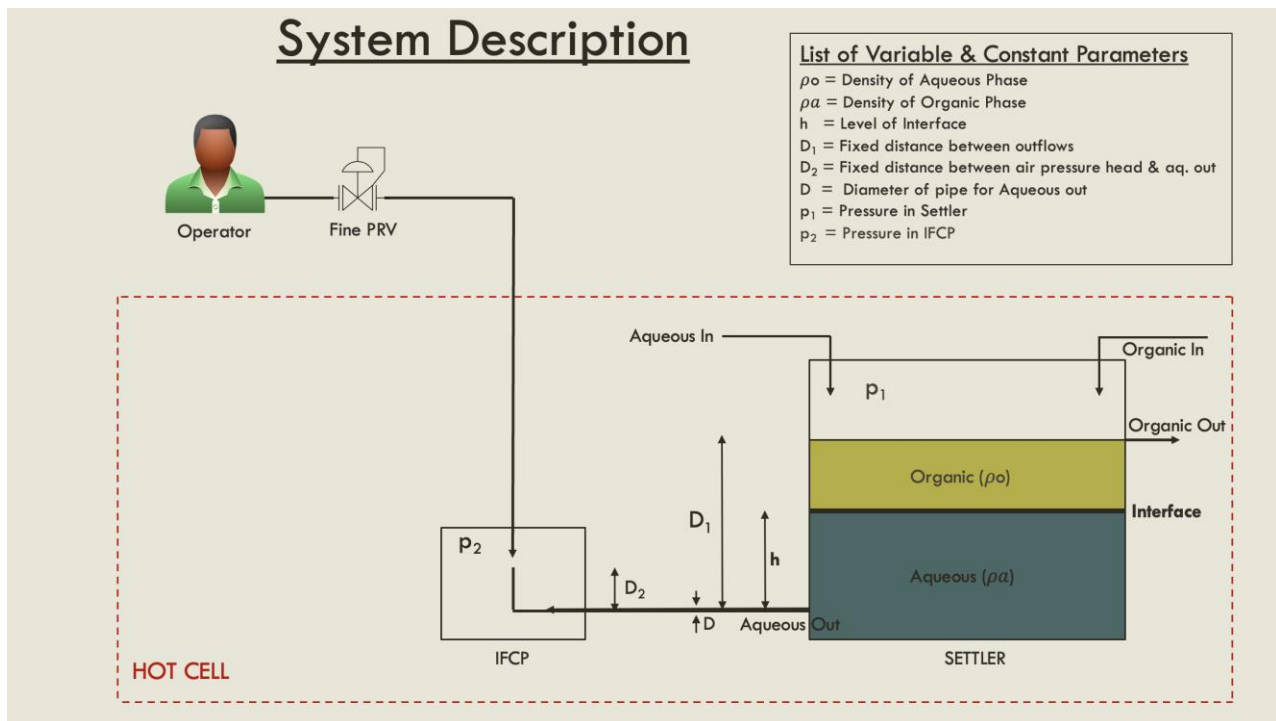 System Description
List of Variable & Constant Parameters
ρo = Density of Aqueous Phase
ρa = Density of Organic Phase
h = Level of Interface
D₁ = Fixed distance between outflows
D₂ = Fixed distance between air pressure head & aq. out
D = Diameter of pipe for Aqueous out
p₁ = Pressure in Settler
p₂ = Pressure in IFCP
Operator
Fine PRV
Aqueous In
Organic In
p₁
Organic Out
Organic (ρo)
D₁
Interface
p₂
h
Aqueous (ρa)
D₂
D
Aqueous Out
IFCP
SETTLER
HOT CELL